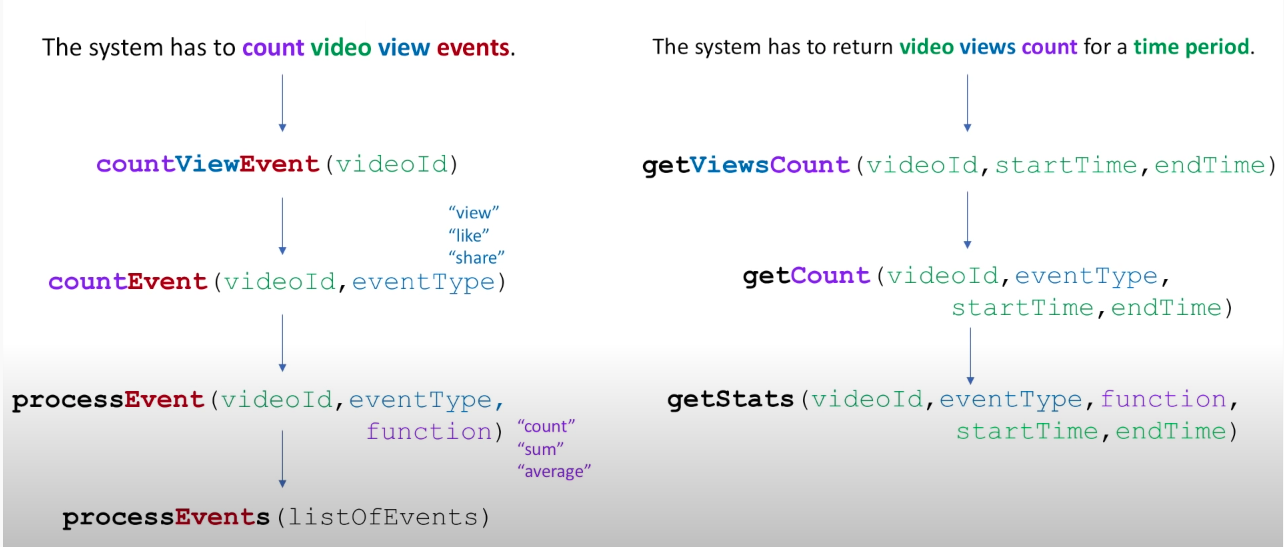 The system has to count video view events.
countViewEvent(videoId)
“view”
“like”
“share”
countEvent(videoId,eventType)
processEvent(videoId,eventType,
function)
“count”
“sum”
“average”
processEvents(listOfEvents)
The system has to return video views count for a time period.
getViewsCount(videoId,startTime,endTime)
getCount(videoId,eventType,
startTime,endTime)
getStats(videoId,eventType,function,
startTime,endTime)